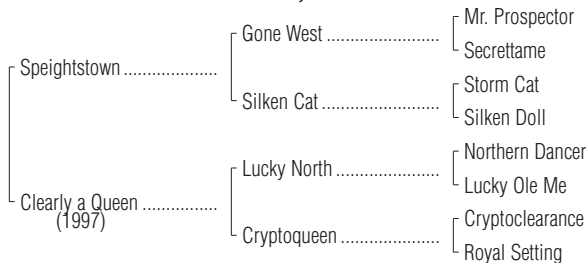 Mr. Prospector
Gone West ........................
Secrettame
Speightstown ....................
Storm Cat
Silken Cat .........................
Silken Doll
Northern Dancer
Lucky North ......................
Lucky Ole Me
Clearly a Queen ................
(1997)
Cryptoclearance
Cryptoqueen .....................
Royal Setting